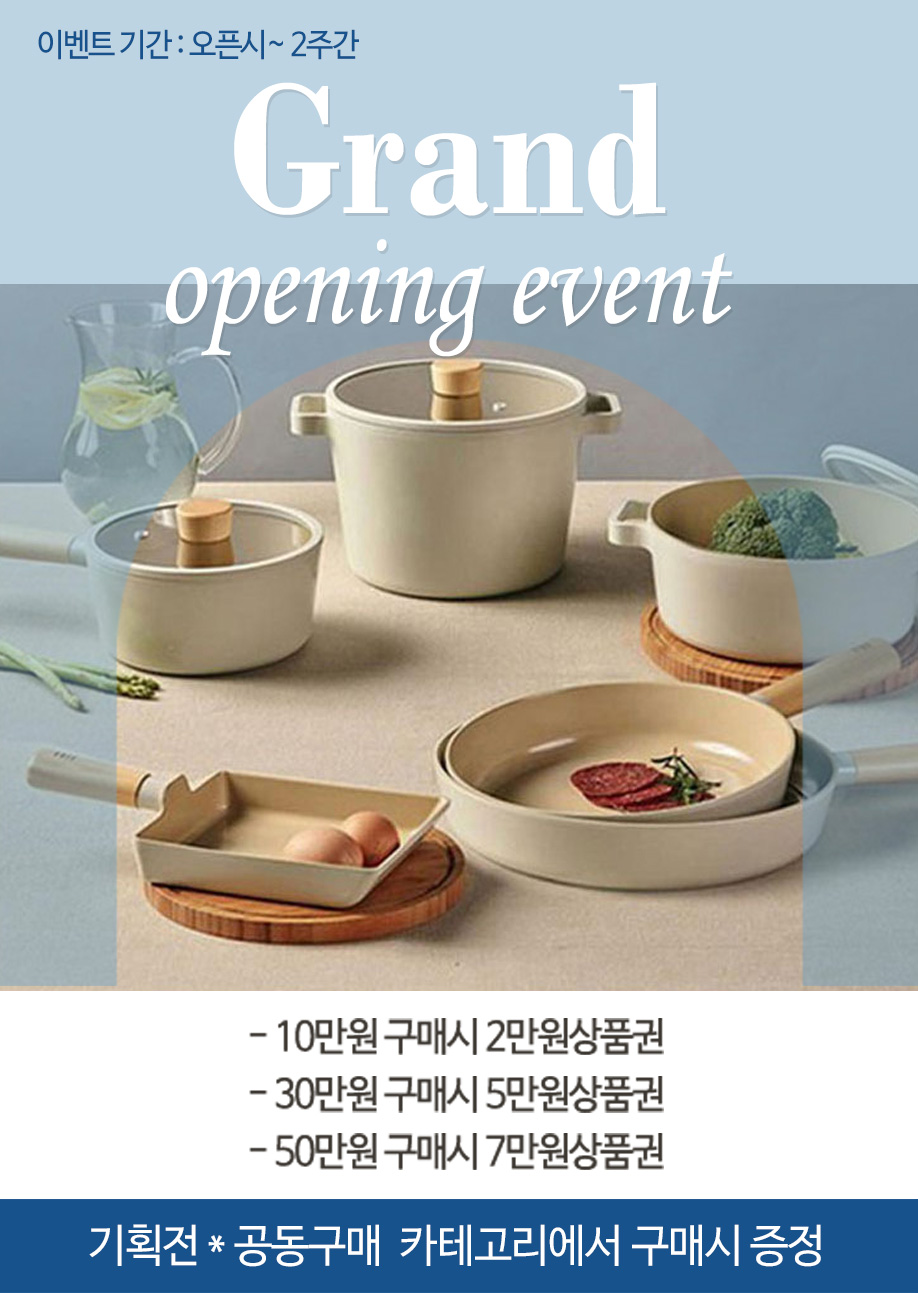 이벤트 기간 : 오픈시~ 2주간
Grand
opening event
- 10만원 구매시 2만원상품권
- 30만원 구매시 5만원상품권
- 50만원 구매시 7만원상품권
기획전 * 공동구매 카테고리에서 구매시 증정